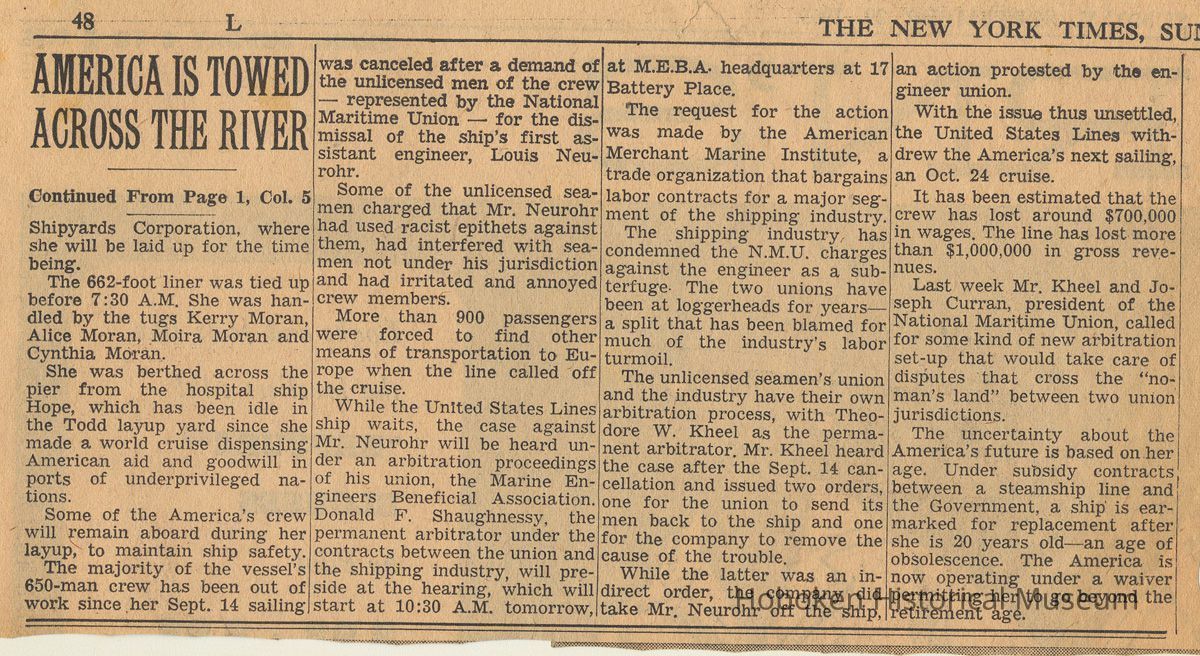 48 L THE NEW YORK TIMES, SUN
AMERICA IS TOWED
ACROSS THE RIVER
Continued From Page 1, Col. 5
Shipyards Corporation, where
she will be laid up for the time
being.
The 662-foot liner was tied up
before 7:30 A.M. She was han-
dled by the tugs Kerry Moran,
Alice Moran, Moira Moran and
Cynthia Moran.
She was berthed across the
pier from the hospital ship
Hope, which has been idle in
the Todd layup yard since she
made a world cruise dispensing
American aid and goodwill in
ports of underprivileged na-
tions.
Some of the America's crew
will remain aboard during her
layup, to maintain ship safety.
The majority of the vessel's
650-man crew has been out of
work since her Sept. 14 sailing
was canceled after a demand of
the unlicensed men of the crew
— represented by the National
Maritime Union — for the dis-
missal of the ship's first as-
sistant engineer, Louis Neu-
rohr.
Some of the unlicensed sea-
men charged that Mr. Neurohr
had used racist epithets against
them, had interfered with sea-
men not under his jurisdiction
and had irritated and annoyed
crew members.
More than 900 passengers
were forced to find other
means of transportation to Eu-
rope when the line called off
the cruise.
While the United States Lines
ship waits, the case against
Mr. Neurohr will be heard un-
der an arbitration proceedings
of his union, the Marine En-
gineers Beneficial Association.
Donald F. Shaughnessy, the
permanent arbitrator under the
contracts between the union and
the shipping industry, will pre-
side at the hearing, which will
start at 10:30 A.M. tomorrow,
at M.E.B.A. headquarters at 17
Battery Place.
The request for the action
was made by the American
Merchant Marine Institute, a
trade organization that bargains
labor contracts for a major seg-
ment of the shipping industry.
The shipping industry has
condemned the N.M.U. charges
against the engineer as a sub-
terfuge. The two unions have
been at loggerheads for years—
a split that has been blamed for
much of the industry's labor
turmoil.
The unlicensed seamen's union
and the industry have their own
arbitration process, with Theo-
dore W. Kheel as the perma-
nent arbitrator. Mr. Kheel heard
the case after the Sept. 14 can-
cellation and issued two orders,
one for the union to send its
men back to the ship and one
for the company to remove the
cause of the trouble.
While the latter was an in-
direct order, the company did
take Mr. Neurohr off the ship,
an action protested by the en-
gineer union.
With the issue thus unsettled,
the United States Lines with-
drew the America's next sailing,
an Oct. 24 cruise.
It has been estimated that the
crew has lost around $700,000
in wages. The line has lost more
than $1,000,000 in gross reve-
nues.
Last week Mr. Kheel and Jo-
seph Curran, president of the
National Maritime Union, called
for some kind of new arbitration
set-up that would take care of
disputes that cross the "no-
man's land" between two union
jurisdictions.
The uncertainty about the
America's future is based on her
age. Under subsidy contracts
between a steamship line and
the Government, a ship is ear-
marked for replacement after
she is 20 years old—an age of
obsolescence. The America is
now operating under a waiver
permitting her to go beyond the
retirement age.
Hoboken Historical Museum